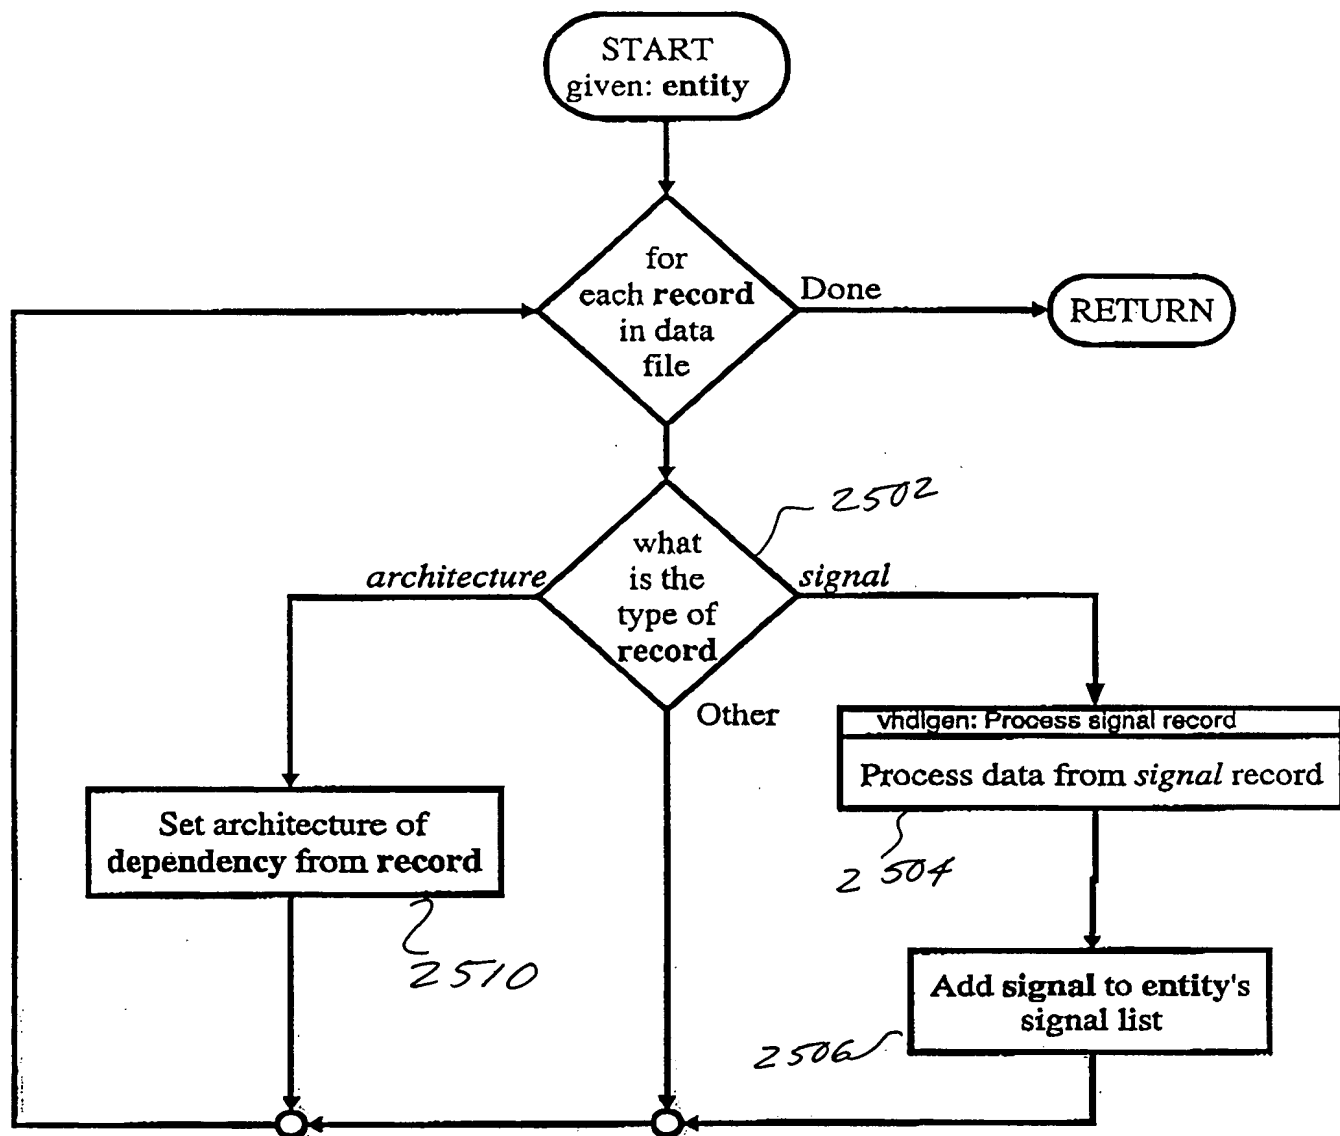 START
given: entity
for
each record
in data
file
Done
RETURN
2502
what
is the
type of
record
architecture
signal
Other
vhdlgen: Process signal record
Process data from signal record
2504
Set architecture of
dependency from record
2510
Add signal to entity's
signal list
2506